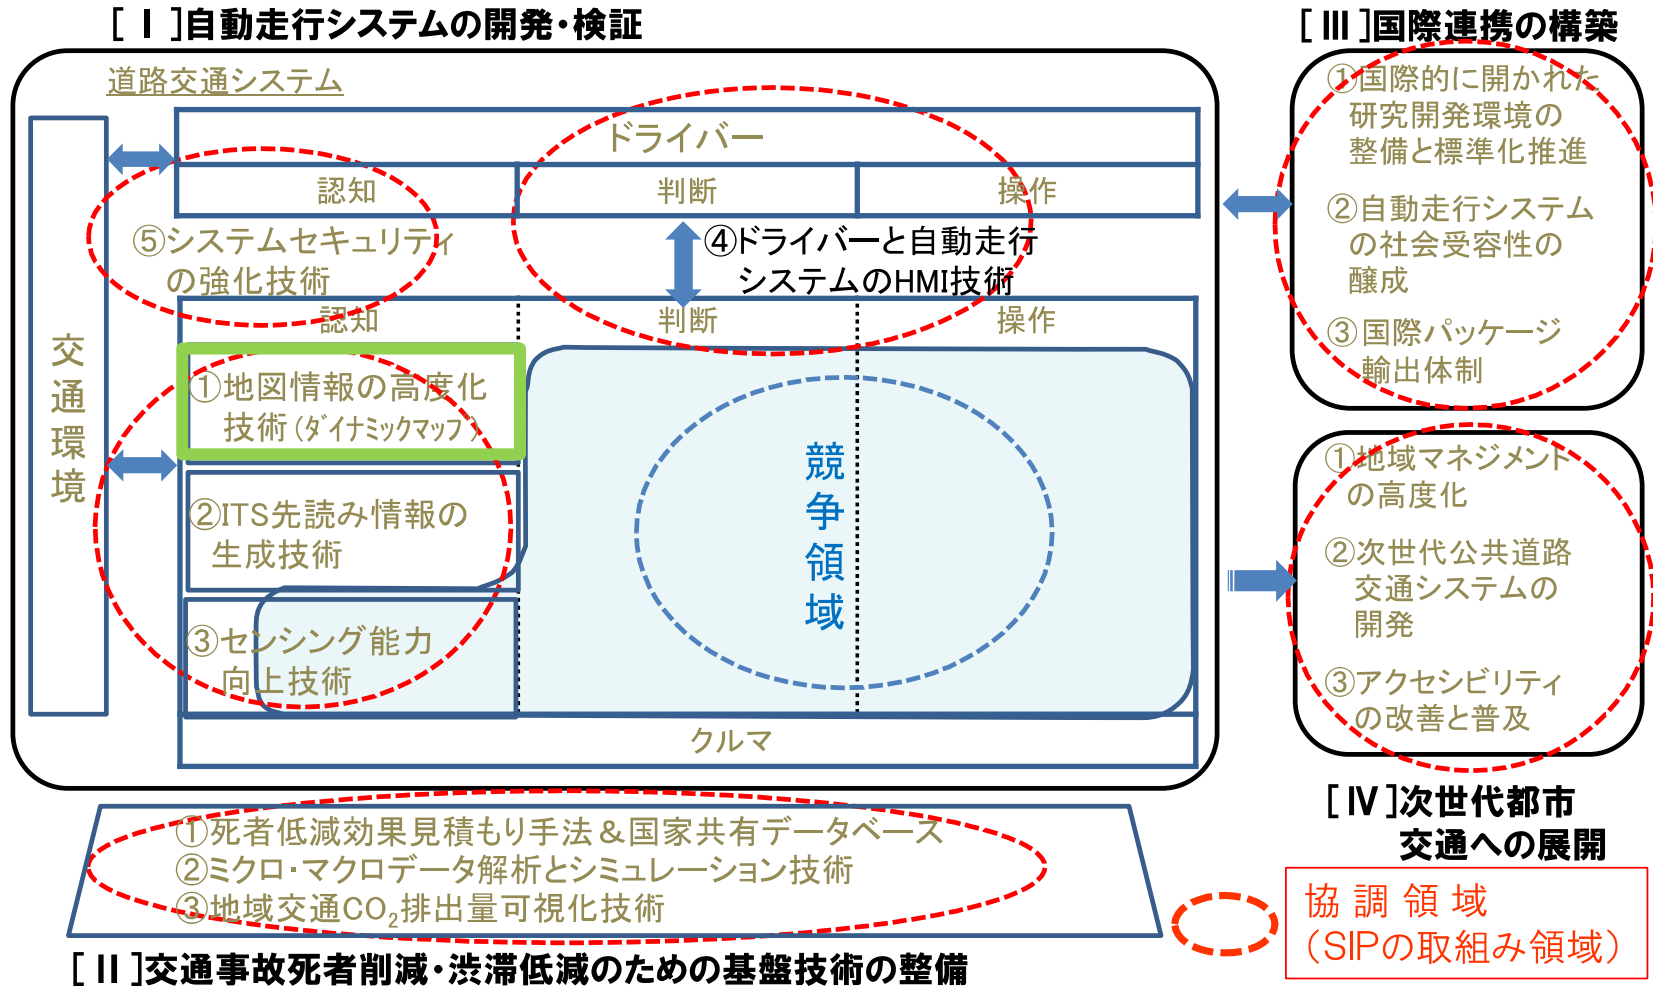 [Ⅰ]自動走行システムの開発・検証
道路交通システム
交通環境
ドライバー
認知
判断
操作
⑤システムセキュリティ
の強化技術
④ドライバーと自動走行
システムのHMI技術
認知
判断
操作
①地図情報の高度化
技術(ダイナミックマップ)
②ITS先読み情報の
生成技術
③センシング能力
向上技術
競争領域
クルマ
①死者低減効果見積もり手法&国家共有データベース
②ミクロ・マクロデータ解析とシミュレーション技術
③地域交通CO₂排出量可視化技術
[Ⅱ]交通事故死者削減・渋滞低減のための基盤技術の整備
[Ⅲ]国際連携の構築
①国際的に開かれた
研究開発環境の
整備と標準化推進
②自動走行システム
の社会受容性の
醸成
③国際パッケージ
輸出体制
①地域マネジメント
の高度化
②次世代公共道路
交通システムの
開発
③アクセシビリティ
の改善と普及
[Ⅳ]次世代都市
交通への展開
協調領域
(SIPの取組み領域)